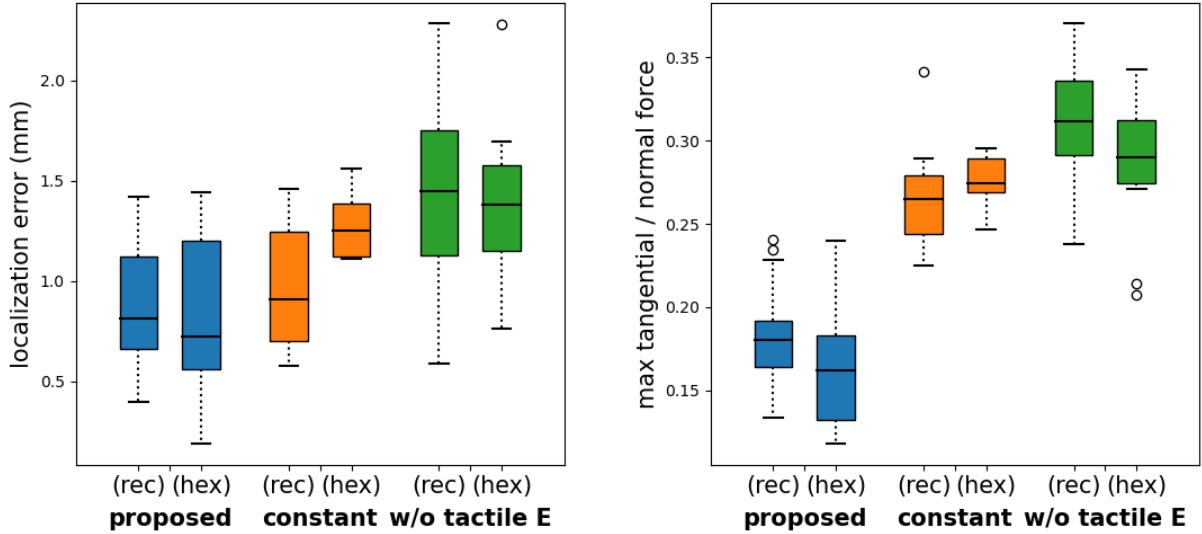 localization error (mm)
2.0
1.5
1.0
0.5
(rec) (hex) (rec) (hex) (rec) (hex)
proposed constant w/o tactile E
max tangential / normal force
0.35
0.30
0.25
0.20
0.15
(rec) (hex) (rec) (hex) (rec) (hex)
proposed constant w/o tactile E